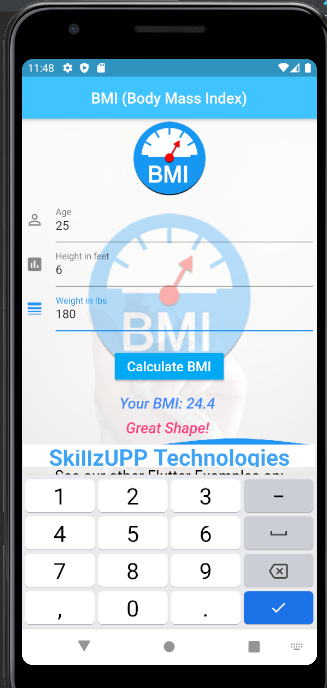 11:48
BMI (Body Mass Index)
BMI
Age
25
Height in feet
6
Weight in lbs
180
BMI
Calculate BMI
Your BMI: 24.4
Great Shape!
SkillzUPP Technologies
See our other Flutter Examples on:
1 2 3 -
4 5 6
7 8 9
, 0 .